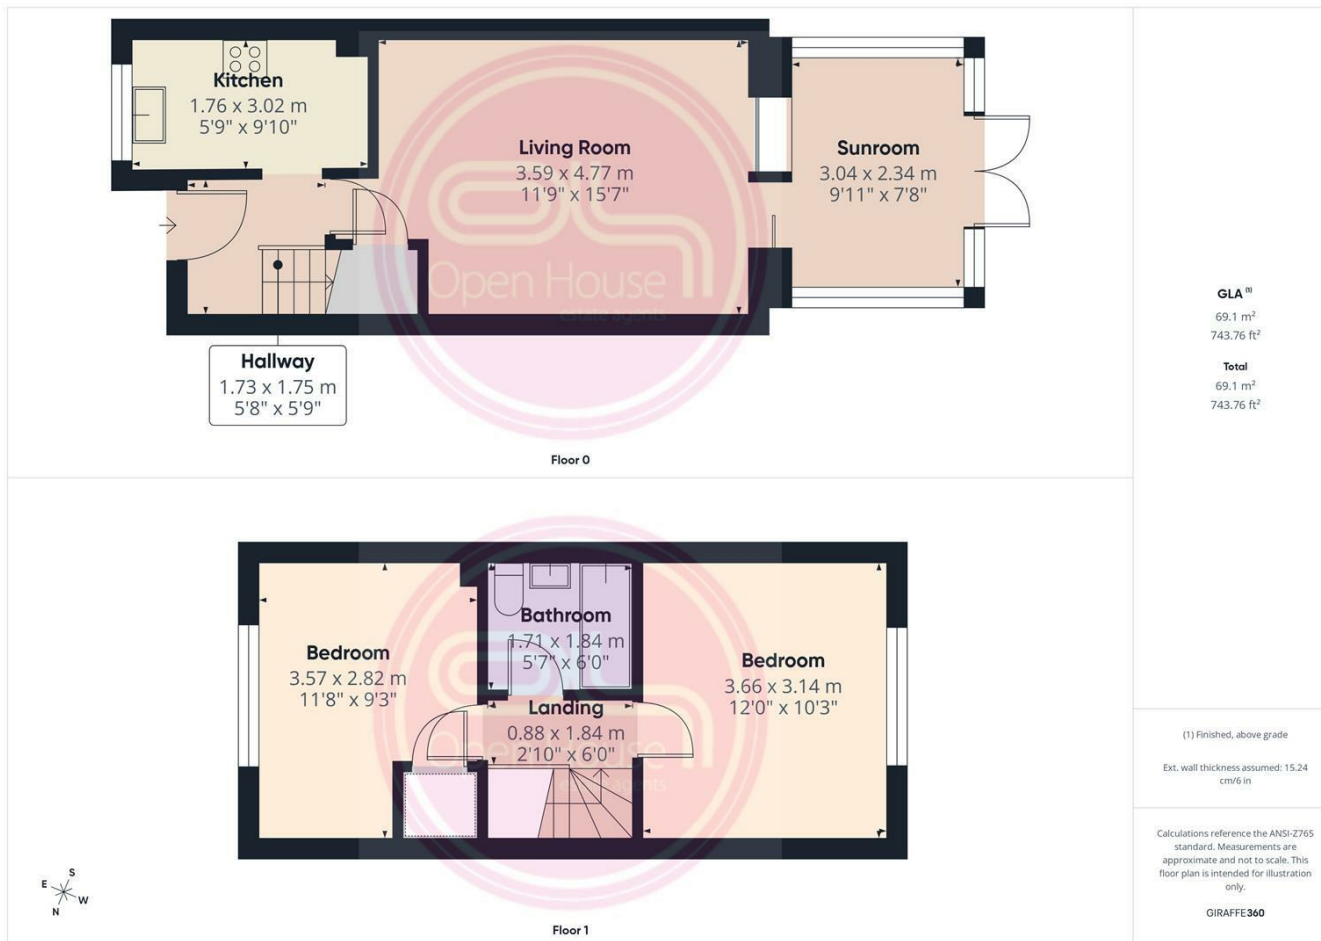 Kitchen
1.76 x 3.02 m
5'9" x 9'10"
Living Room
3.59 x 4.77 m
11'9" x 15'7"
Sunroom
3.04 x 2.34 m
9'11" x 7'8"
Open House
estate agents
Hallway
1.73 x 1.75 m
5'8" x 5'9"
Floor 0
Bedroom
3.57 x 2.82 m
11'8" x 9'3"
Bathroom
1.71 x 1.84 m
5'7" x 6'0"
Landing
0.88 x 1.84 m
2'10" x 6'0"
Bedroom
3.66 x 3.14 m
12'0" x 10'3"
Open House
estate agents
Floor 1
S
E
W
N
GLA (1)
69.1 m²
743.76 ft²
Total
69.1 m²
743.76 ft²
(1) Finished, above grade
Ext. wall thickness assumed: 15.24
cm/6 in
Calculations reference the ANSI-Z765
standard. Measurements are
approximate and not to scale. This
floor plan is intended for illustration
only.
GIRAFFE360